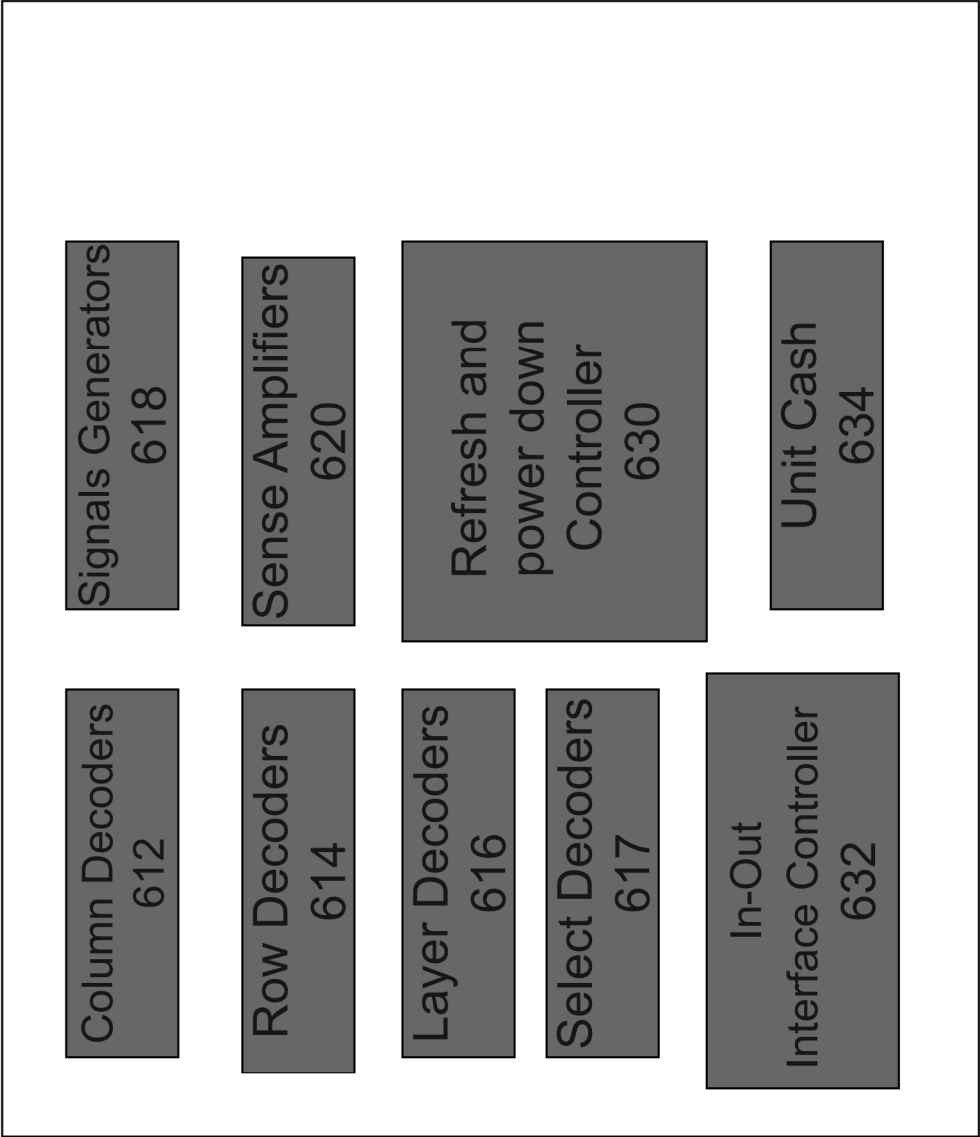 Column Decoders
612
Signals Generators
618
Row Decoders
614
Sense Amplifiers
620
Layer Decoders
616
Select Decoders
617
Refresh and
power down
Controller
630
In-Out
Interface Controller
632
Unit Cash
634